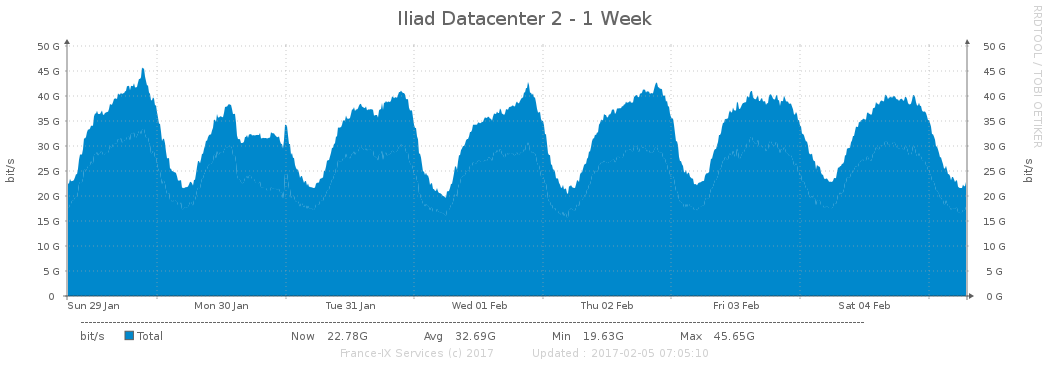 Iliad Datacenter 2 - 1 Week
RRDTOOL / TOBI OETIKER
bit/s
bit/s
50 G 50 G
45 G 45 G
40 G 40 G
35 G 35 G
30 G 30 G
25 G 25 G
20 G 20 G
15 G 15 G
10 G 10 G
5 G 5 G
0 0 G
Sun 29 Jan Mon 30 Jan Tue 31 Jan Wed 01 Feb Thu 02 Feb Fri 03 Feb Sat 04 Feb
bit/s Total Now 22.78G Avg 32.69G Min 19.63G Max 45.65G
France-IX Services (c) 2017 Updated : 2017-02-05 07:05:10